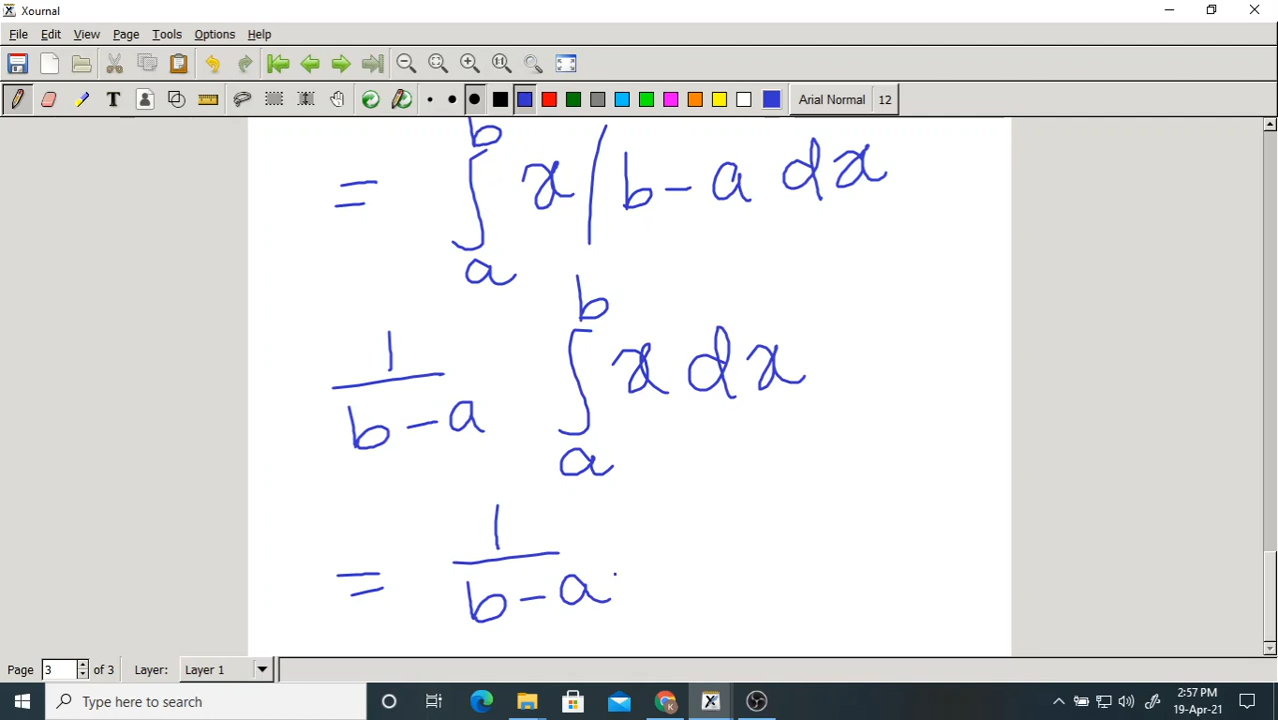 Xournal
File Edit View Page Tools Options Help
T Arial Normal 12
b
= ∫ x / b - a dx
a
b
1
∫ x dx
b - a
a
1
=
b - a
Page 3 of 3 Layer: Layer 1
Type here to search
2:57 PM
19-Apr-21